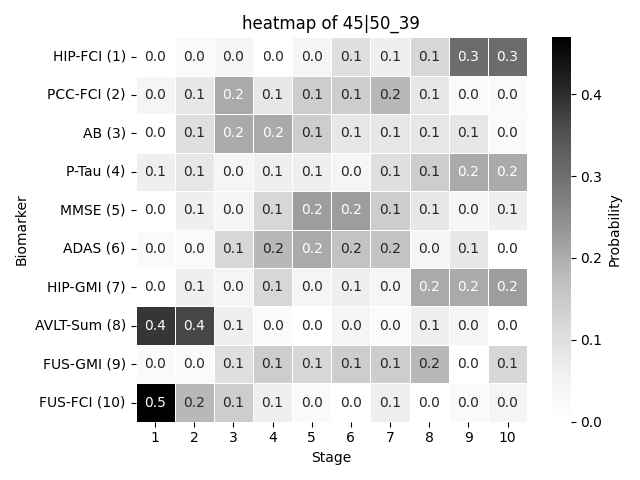 heatmap of 45|50_39
HIP-FCI (1) 0.0 0.0 0.0 0.0 0.0 0.1 0.1 0.1 0.3 0.3
PCC-FCI (2) 0.0 0.1 0.2 0.1 0.1 0.1 0.2 0.1 0.0 0.0
AB (3) 0.0 0.1 0.2 0.2 0.1 0.1 0.1 0.1 0.1 0.0
P-Tau (4) 0.1 0.1 0.0 0.1 0.1 0.0 0.1 0.1 0.2 0.2
MMSE (5) 0.0 0.1 0.0 0.1 0.2 0.2 0.1 0.1 0.0 0.1
ADAS (6) 0.0 0.0 0.1 0.2 0.2 0.2 0.2 0.0 0.1 0.0
HIP-GMI (7) 0.0 0.1 0.0 0.1 0.0 0.1 0.0 0.2 0.2 0.2
AVLT-Sum (8) 0.4 0.4 0.1 0.0 0.0 0.0 0.0 0.1 0.0 0.0
FUS-GMI (9) 0.0 0.0 0.1 0.1 0.1 0.1 0.1 0.2 0.0 0.1
FUS-FCI (10) 0.5 0.2 0.1 0.1 0.0 0.0 0.1 0.0 0.0 0.0
1 2 3 4 5 6 7 8 9 10
Stage
Biomarker
0.4
0.3
0.2
0.1
0.0
Probability